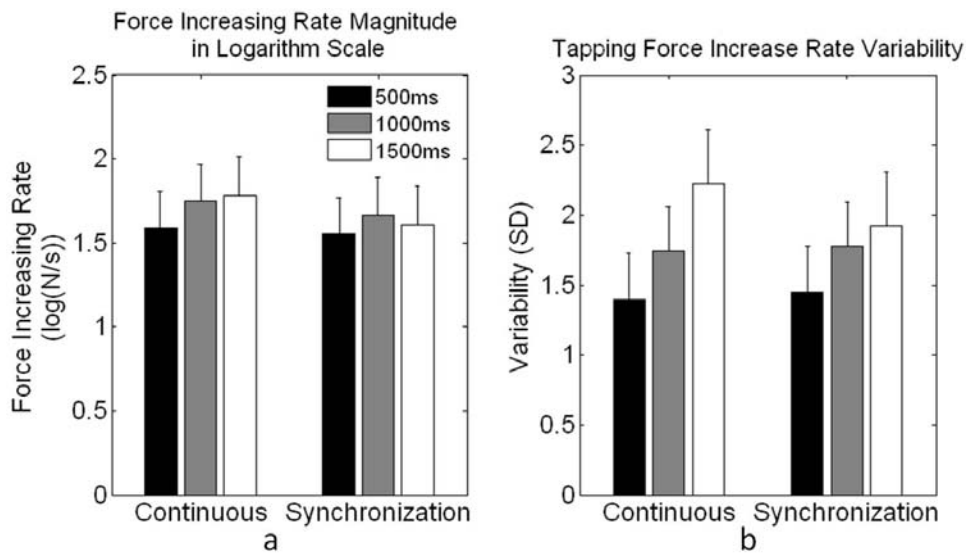 Force Increasing Rate Magnitude
in Logarithm Scale
Force Increasing Rate
(log(N/s))
2.5
2
1.5
1
0.5
0
500ms
1000ms
1500ms
Continuous Synchronization
a
Tapping Force Increase Rate Variability
Variability (SD)
3
2.5
2
1.5
1
0.5
0
Continuous Synchronization
b